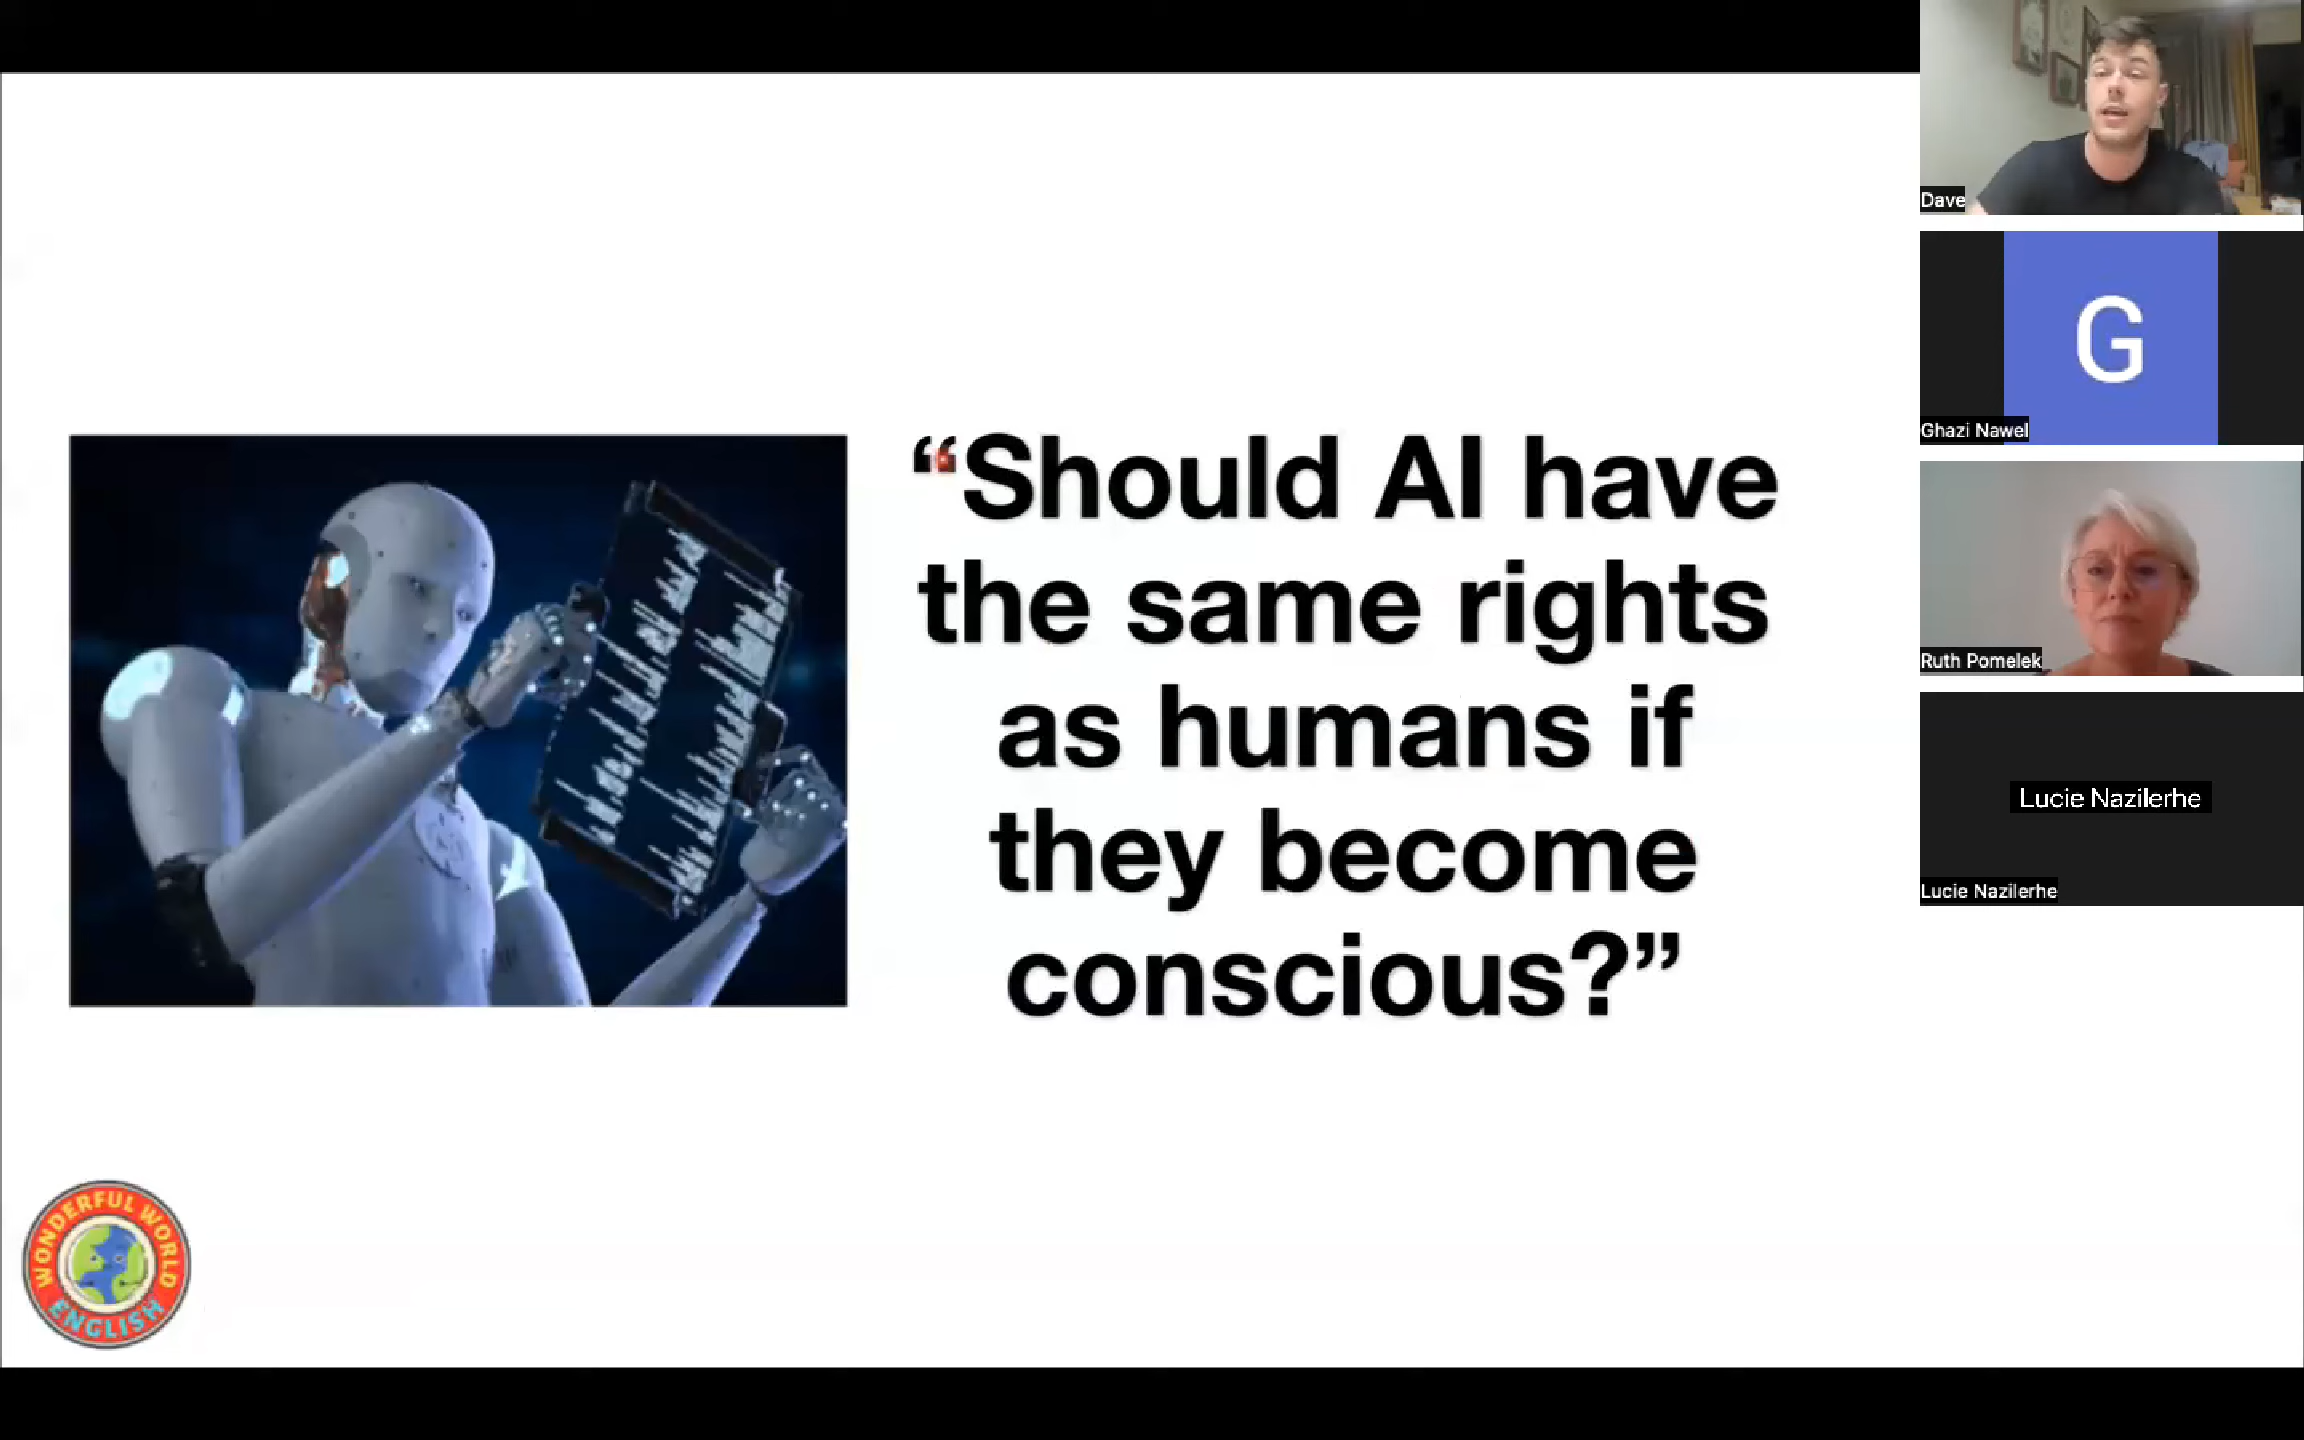 “Should AI have
the same rights
as humans if
they become
conscious?”
WONDERFUL WORLD
ENGLISH
Dave
G
Ghazi Nawel
Ruth Pomelek
Lucie Nazilerhe
Lucie Nazilerhe